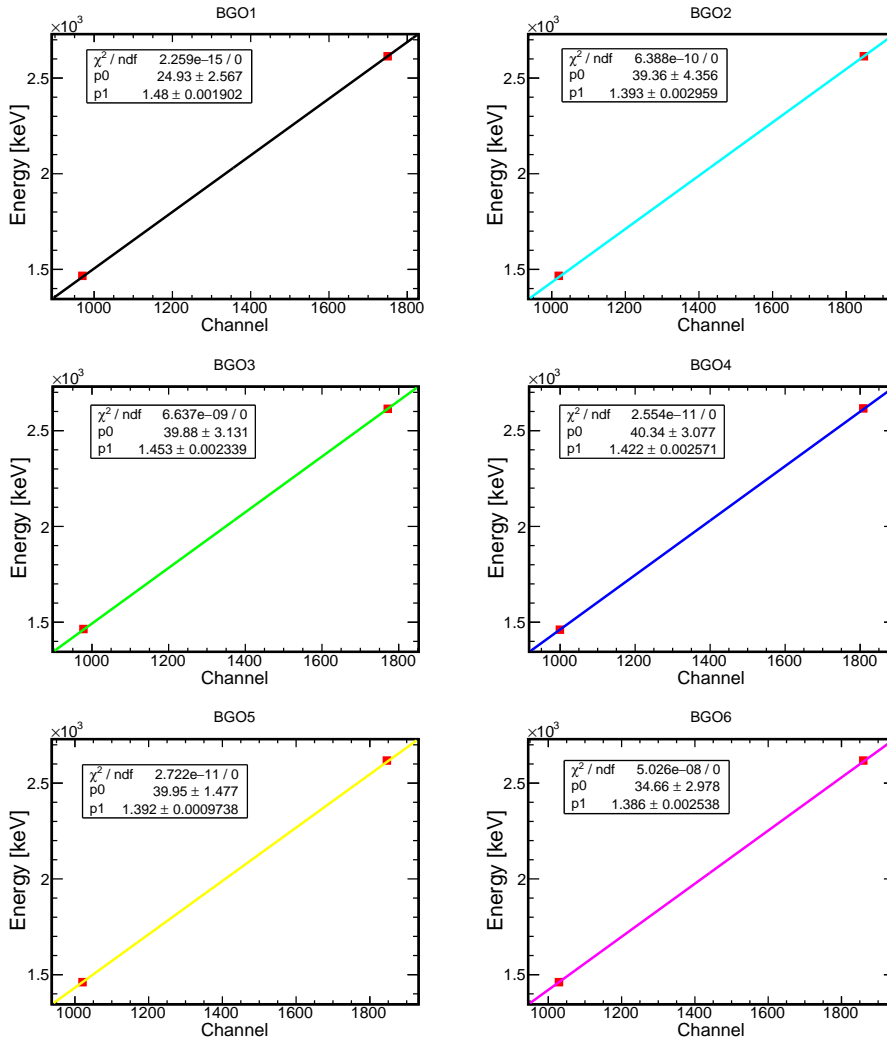 BGO1
×10³
χ² / ndf 2.259e–15 / 0
p0 24.93 ± 2.567
p1 1.48 ± 0.001902
Energy [keV]
2.5
2
1.5
1000 1200 1400 1600 1800
Channel
BGO2
×10³
χ² / ndf 6.388e–10 / 0
p0 39.36 ± 4.356
p1 1.393 ± 0.002959
Energy [keV]
2.5
2
1.5
1000 1200 1400 1600 1800
Channel
BGO3
×10³
χ² / ndf 6.637e–09 / 0
p0 39.88 ± 3.131
p1 1.453 ± 0.002339
Energy [keV]
2.5
2
1.5
1000 1200 1400 1600 1800
Channel
BGO4
×10³
χ² / ndf 2.554e–11 / 0
p0 40.34 ± 3.077
p1 1.422 ± 0.002571
Energy [keV]
2.5
2
1.5
1000 1200 1400 1600 1800
Channel
BGO5
×10³
χ² / ndf 2.722e–11 / 0
p0 39.95 ± 1.477
p1 1.392 ± 0.0009738
Energy [keV]
2.5
2
1.5
1000 1200 1400 1600 1800
Channel
BGO6
×10³
χ² / ndf 5.026e–08 / 0
p0 34.66 ± 2.978
p1 1.386 ± 0.002538
Energy [keV]
2.5
2
1.5
1000 1200 1400 1600 1800
Channel